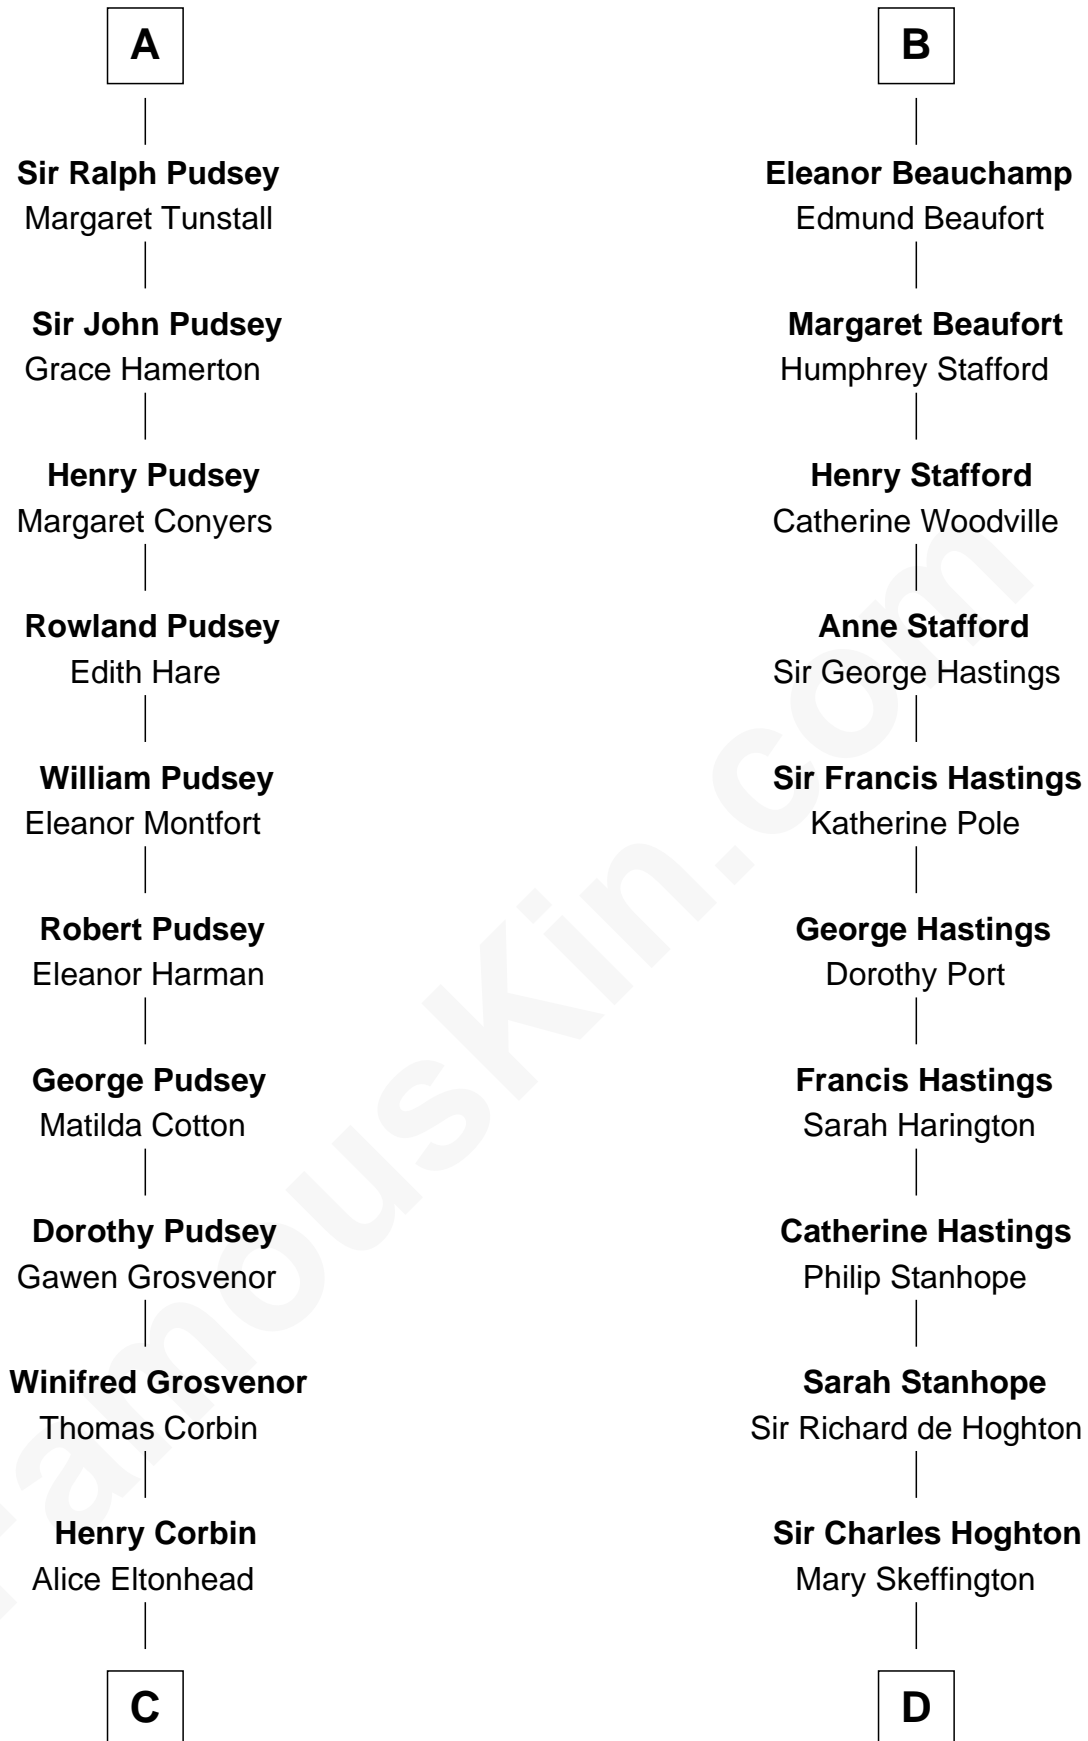 A
Sir Ralph Pudsey
Margaret Tunstall
Sir John Pudsey
Grace Hamerton
Henry Pudsey
Margaret Conyers
Rowland Pudsey
Edith Hare
William Pudsey
Eleanor Montfort
Robert Pudsey
Eleanor Harman
George Pudsey
Matilda Cotton
Dorothy Pudsey
Gawen Grosvenor
Winifred Grosvenor
Thomas Corbin
Henry Corbin
Alice Eltonhead
C
B
Eleanor Beauchamp
Edmund Beaufort
Margaret Beaufort
Humphrey Stafford
Henry Stafford
Catherine Woodville
Anne Stafford
Sir George Hastings
Sir Francis Hastings
Katherine Pole
George Hastings
Dorothy Port
Francis Hastings
Sarah Harington
Catherine Hastings
Philip Stanhope
Sarah Stanhope
Sir Richard de Hoghton
Sir Charles Hoghton
Mary Skeffington
D
FamousKin.com